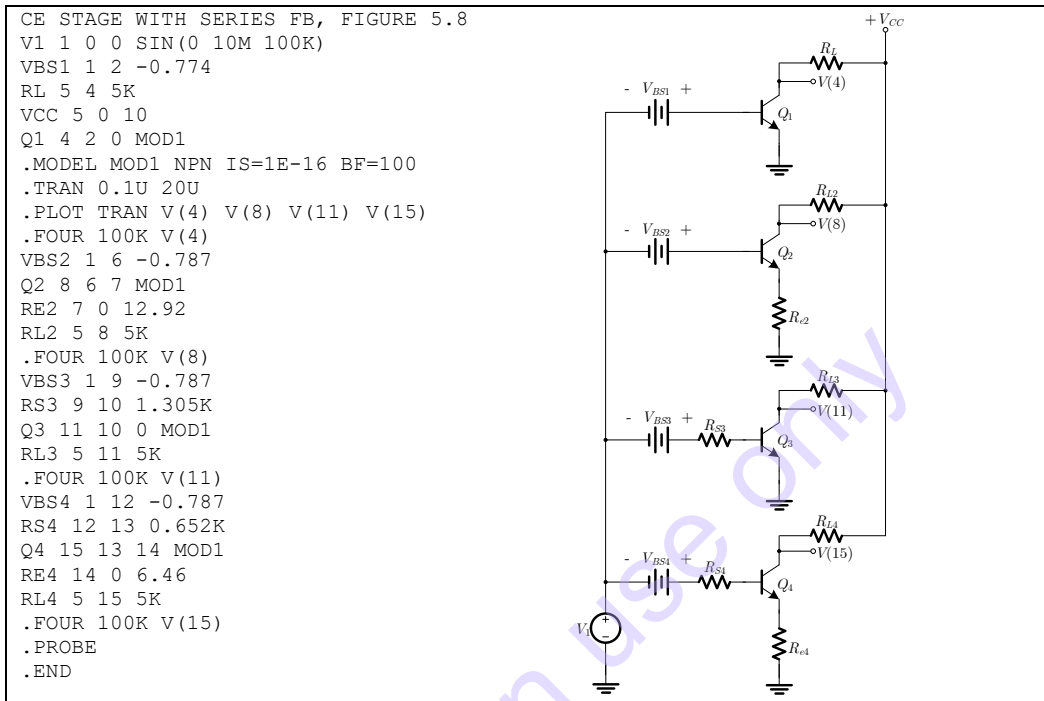 CE STAGE WITH SERIES FB, FIGURE 5.8
V1 1 0 0 SIN(0 10M 100K)
VBS1 1 2 -0.774
RL 5 4 5K
VCC 5 0 10
Q1 4 2 0 MOD1
.MODEL MOD1 NPN IS=1E-16 BF=100
.TRAN 0.1U 20U
.PLOT TRAN V(4) V(8) V(11) V(15)
.FOUR 100K V(4)
VBS2 1 6 -0.787
Q2 8 6 7 MOD1
RE2 7 0 12.92
RL2 5 8 5K
.FOUR 100K V(8)
VBS3 1 9 -0.787
RS3 9 10 1.305K
Q3 11 10 0 MOD1
RL3 5 11 5K
.FOUR 100K V(11)
VBS4 1 12 -0.787
RS4 12 13 0.652K
Q4 15 13 14 MOD1
RE4 14 0 6.46
RL4 5 15 5K
.FOUR 100K V(15)
.PROBE
.END
+VCC
RL
V(4)
- VBS1 +
Q1
RL2
V(8)
- VBS2 +
Q2
Re2
RL3
V(11)
- VBS3 +
RS3
Q3
RL4
V(15)
- VBS4 +
RS4
Q4
V1
+
−
Re4
n use only